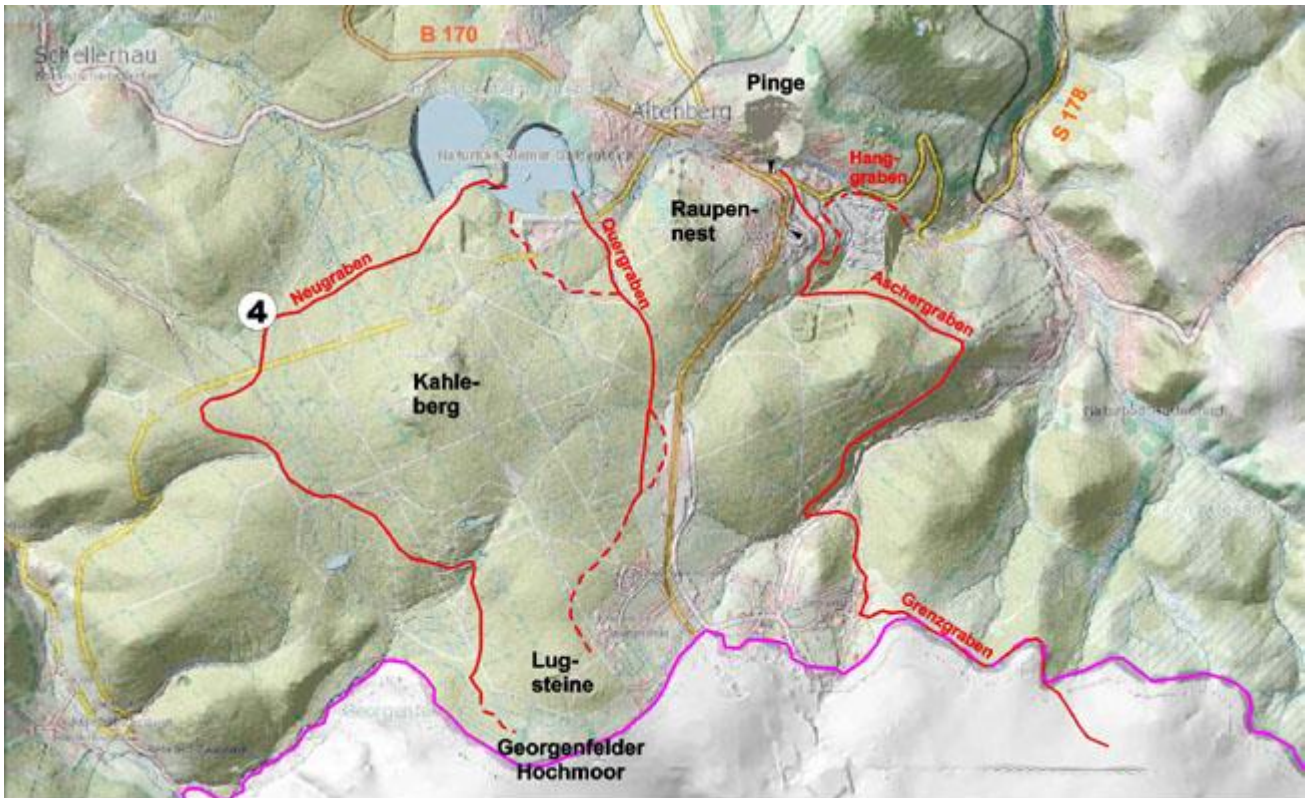 Schellernau
B 170
Pinge
Altenberg
S 178
Hang-
graben
Raupen-
nest
Quergraben
Neugraben
4
Aschergraben
Kahle-
berg
Grenzgraben
Lug-
steine
Georgenfelder
Hochmoor